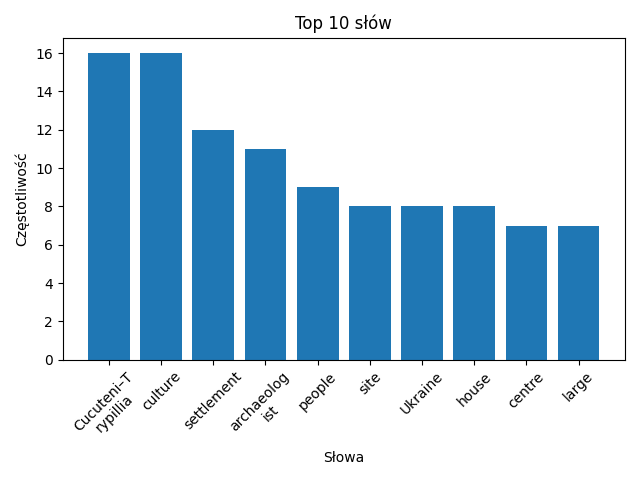 Top 10 słów
Częstotliwość
16
14
12
10
8
6
4
2
0
Cucuteni–T
rypillia
culture
settlement
archaeolog
ist
people
site
Ukraine
house
centre
large
Słowa